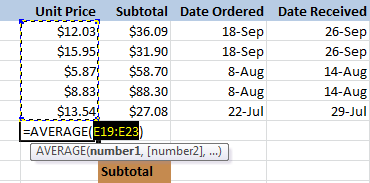 Unit Price Subtotal Date Ordered Date Received
$12.03 $36.09 18-Sep 26-Sep
$15.95 $31.90 18-Sep 26-Sep
$5.87 $58.70 8-Aug 14-Aug
$8.83 $88.30 8-Aug 14-Aug
$13.54 $27.08 22-Jul 29-Jul
=AVERAGE(E19:E23)
AVERAGE(number1, [number2], ...)
Subtotal